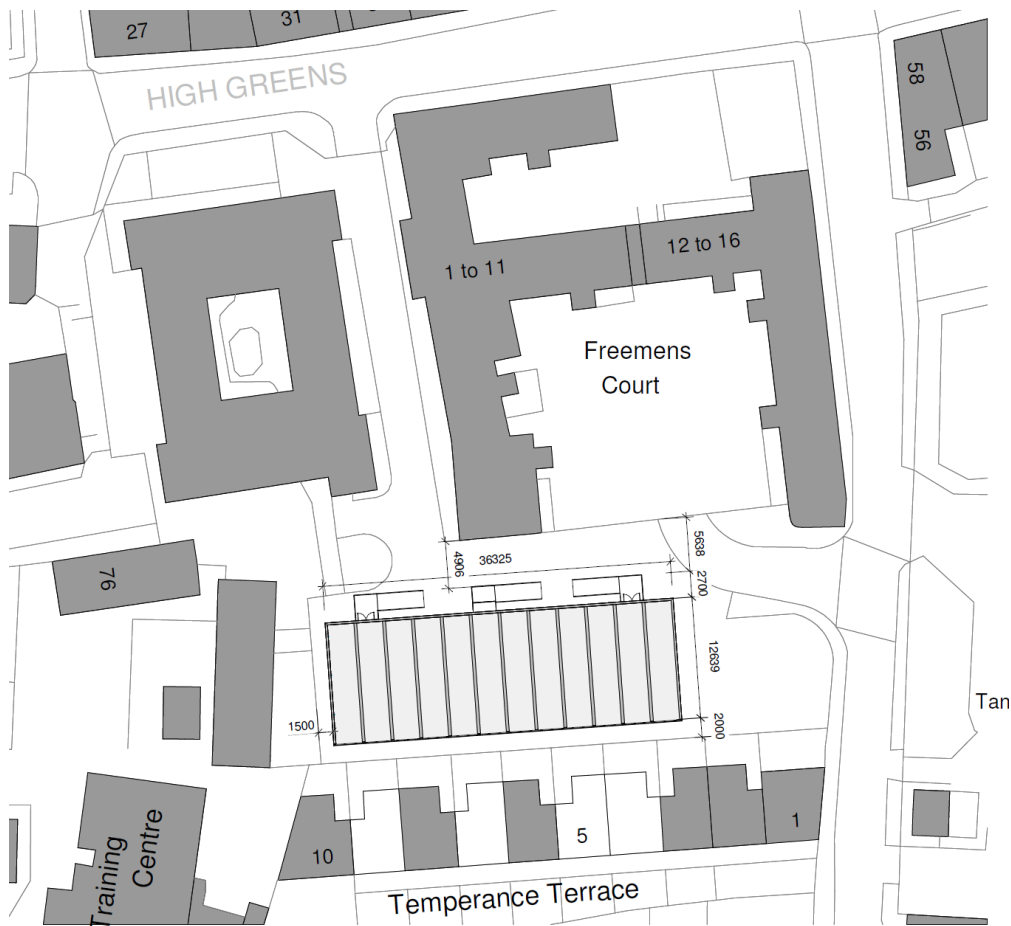 27
31
HIGH GREENS
58
56
1 to 11
12 to 16
Freemens
Court
76
4906
36325
5638
2700
12639
1500
2000
Tan
Training
Centre
10
5
1
Temperance Terrace